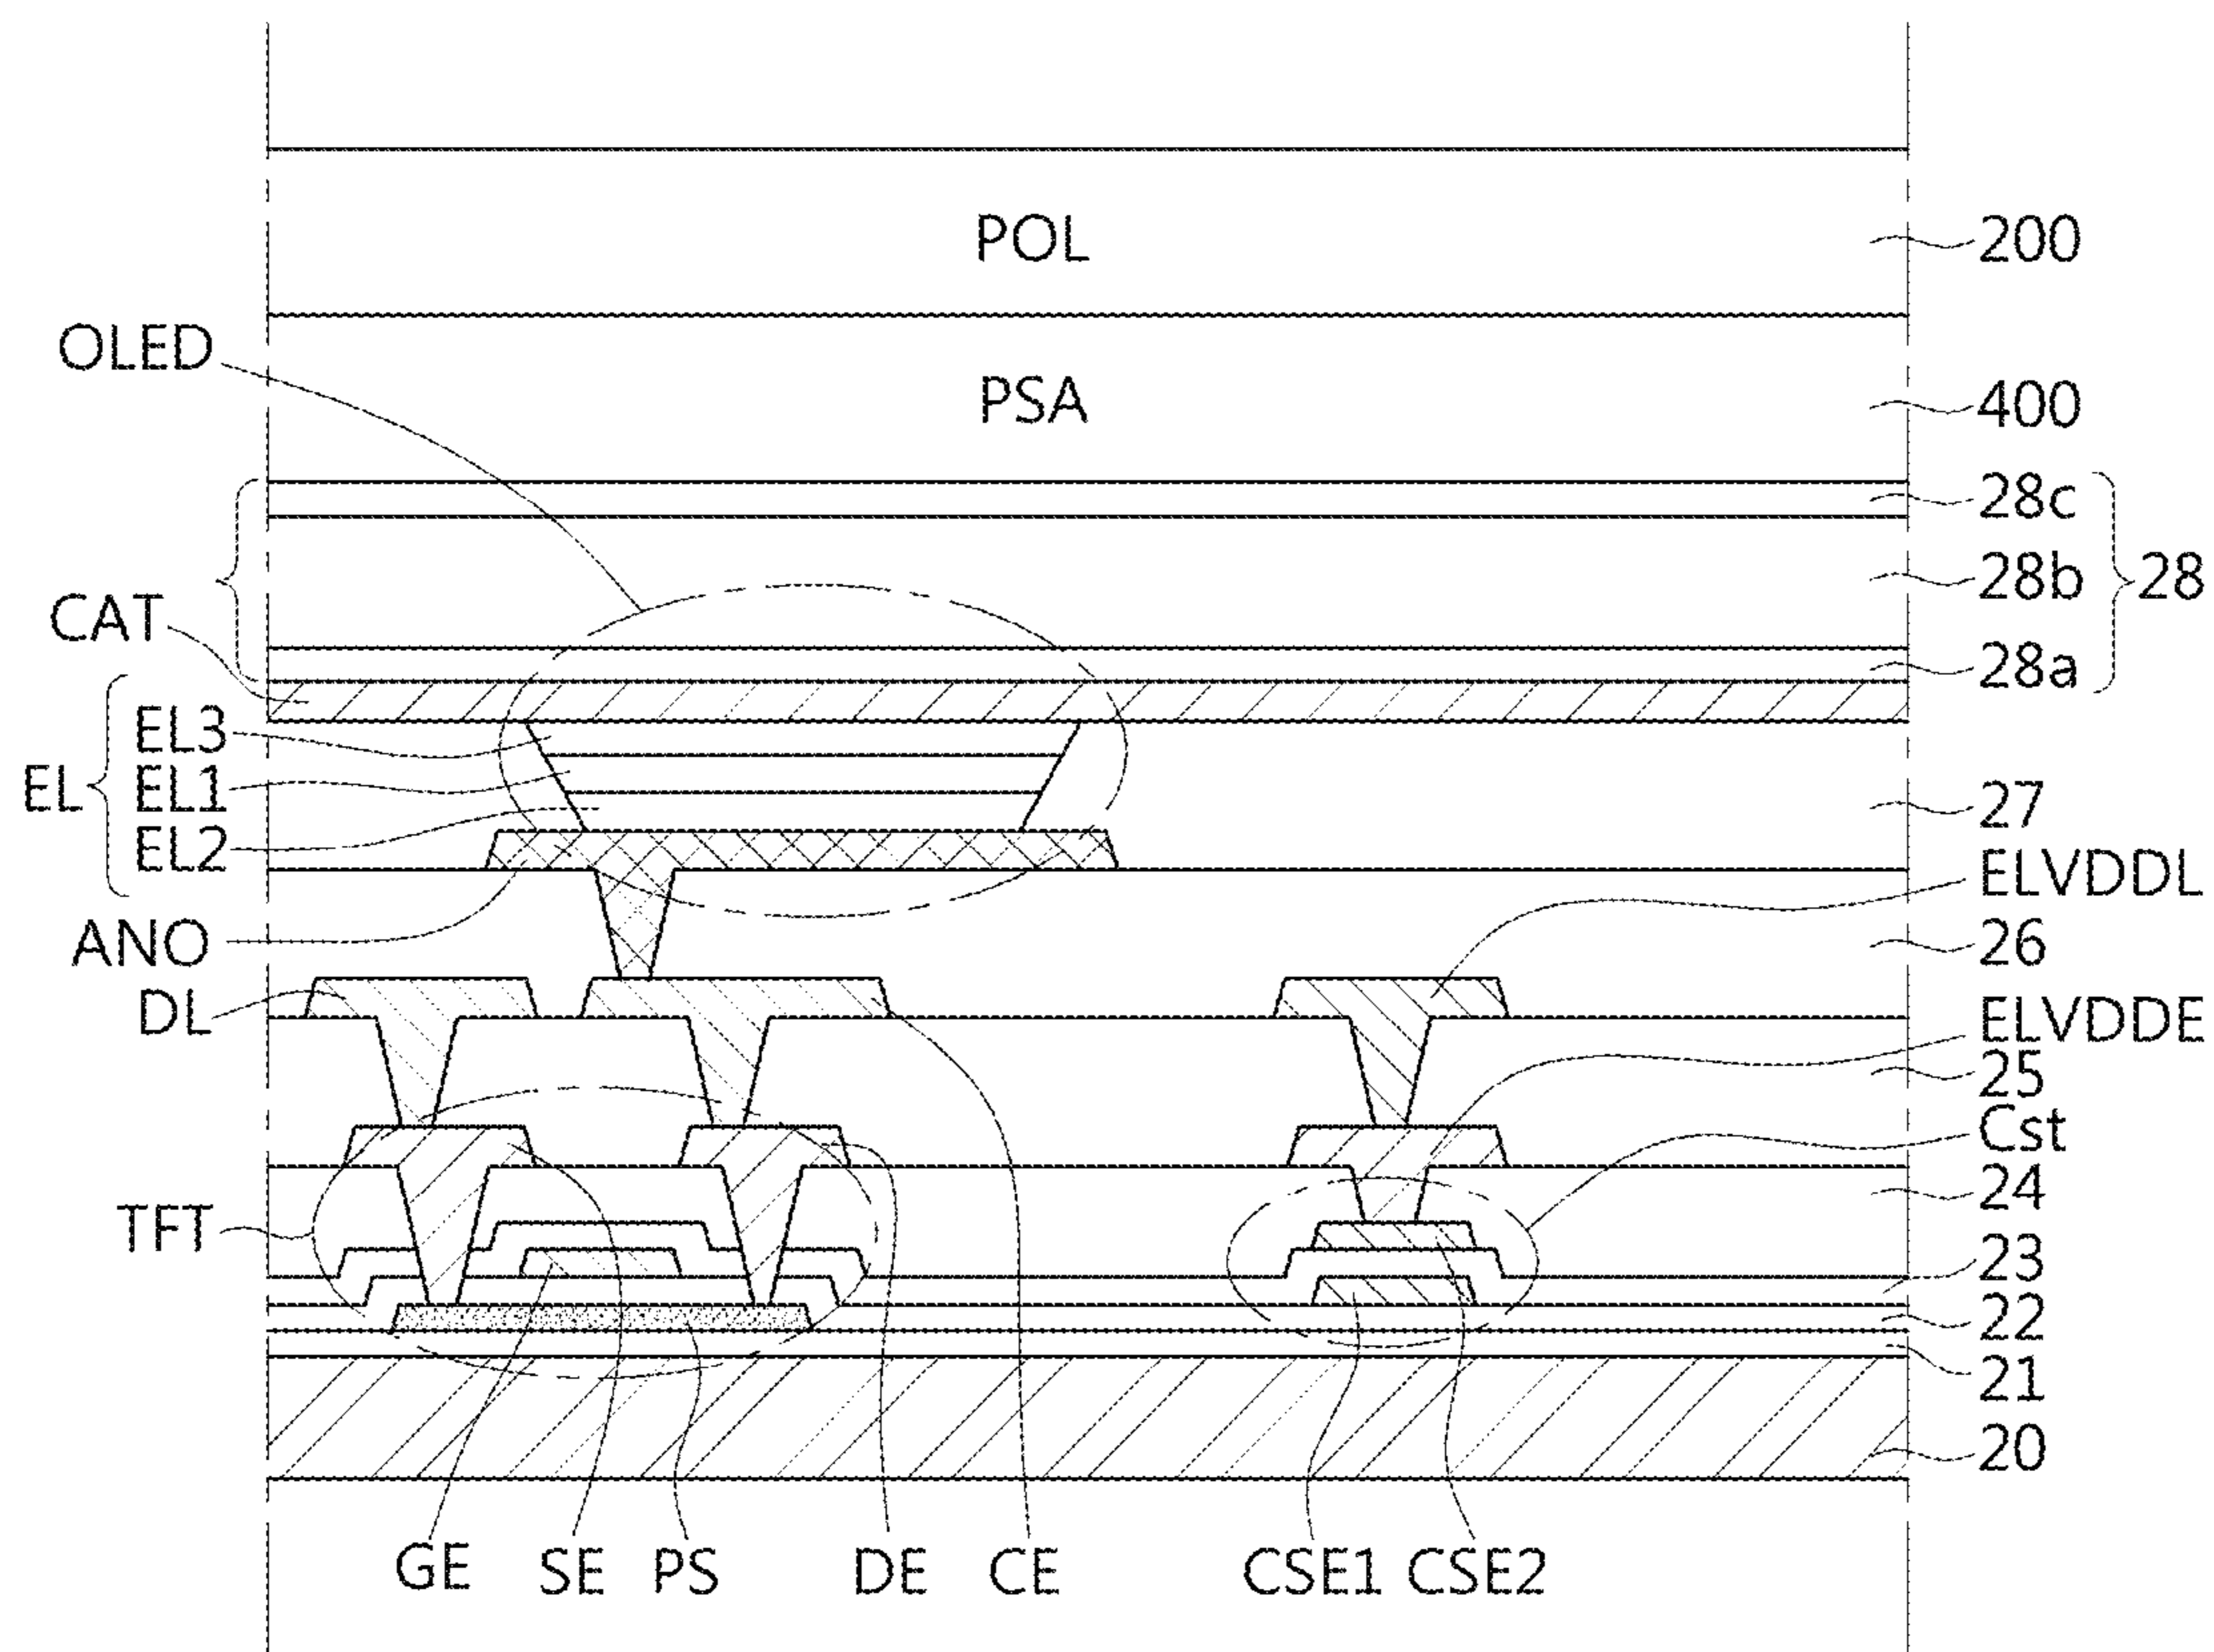 POL
200
OLED
PSA
400
28c
28b
28
CAT
28a
EL3
EL
EL1
27
EL2
ELVDDL
ANO
26
DL
ELVDDE
25
Cst
24
TFT
23
22
21
20
GE
SE
PS
DE
CE
CSE1
CSE2